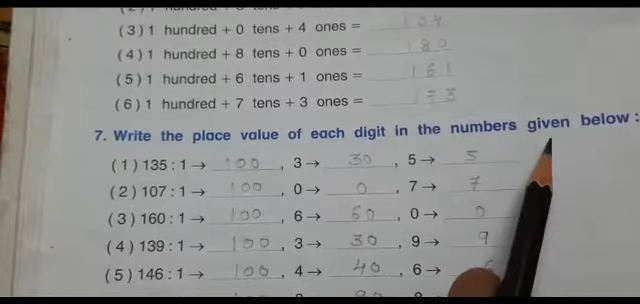 (3) 1 hundred + 0 tens + 4 ones = 104
(4) 1 hundred + 8 tens + 0 ones = 180
(5) 1 hundred + 6 tens + 1 ones = 161
(6) 1 hundred + 7 tens + 3 ones = 173
7. Write the place value of each digit in the numbers given below :
(1) 135 : 1 → 100 , 3 → 30 , 5 → 5
(2) 107 : 1 → 100 , 0 → 0 , 7 → 7
(3) 160 : 1 → 100 , 6 → 60 , 0 → 0
(4) 139 : 1 → 100 , 3 → 30 , 9 → 9
(5) 146 : 1 → 100 , 4 → 40 , 6 → 6